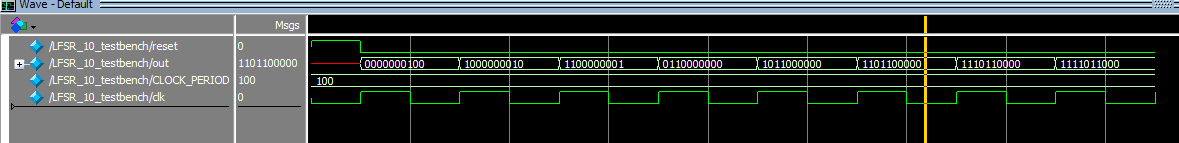 Wave - Default
Msgs
/LFSR_10_testbench/reset 0
/LFSR_10_testbench/out 1101100000 0000000100 1000000010 1100000001 0110000000 1011000000 1101100000 1110110000 1111011000
/LFSR_10_testbench/CLOCK_PERIOD 100 100
/LFSR_10_testbench/clk 0